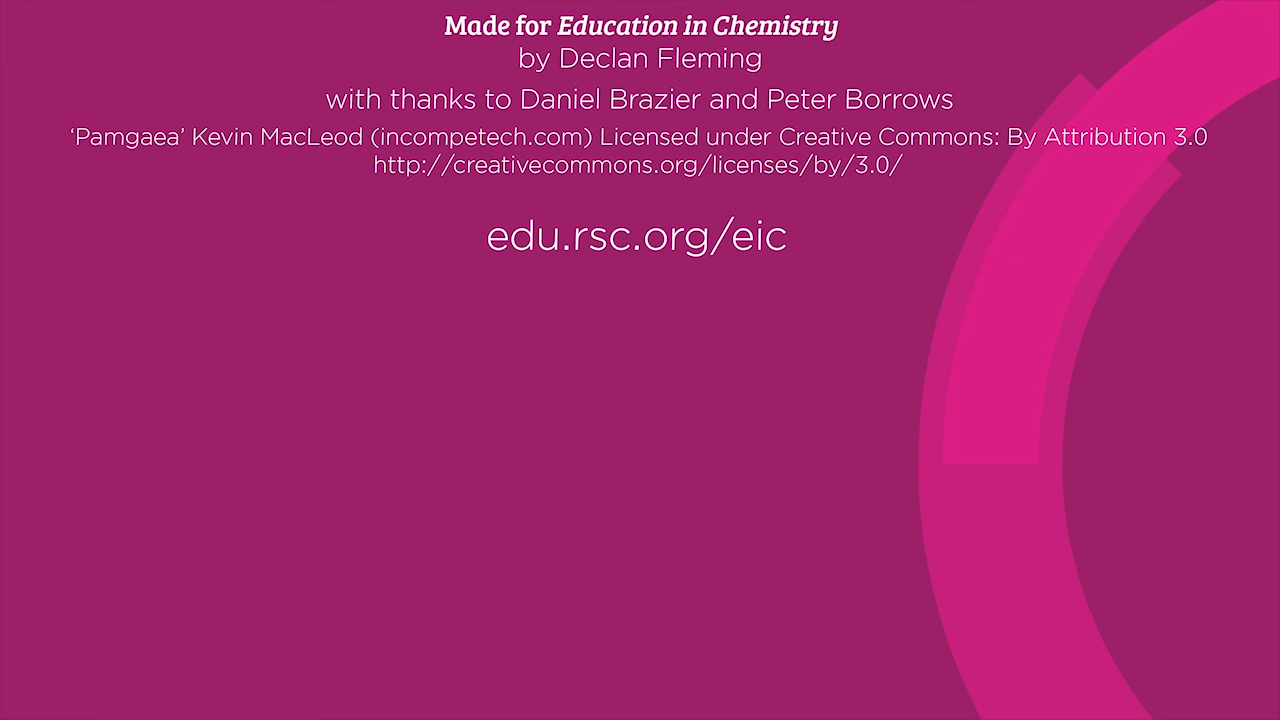 Made for Education in Chemistry
by Declan Fleming
with thanks to Daniel Brazier and Peter Borrows
‘Pamgaea’ Kevin MacLeod (incompetech.com) Licensed under Creative Commons: By Attribution 3.0
http://creativecommons.org/licenses/by/3.0/
edu.rsc.org/eic